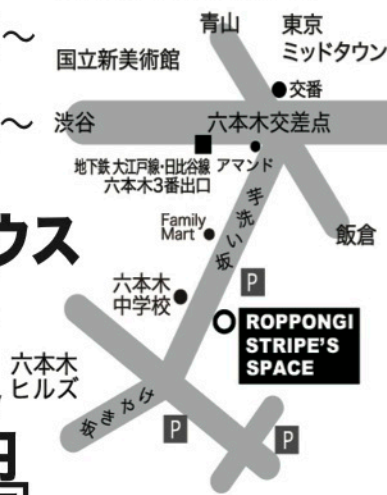 ～
青山
東京
ミッドタウン
国立新美術館
交番
～
渋谷
六本木交差点
地下鉄 大江戸線・日比谷線
六本木3番出口
アマンド
芋洗い坂
ウス
Family
Mart
飯倉
P
六本木
中学校
ROPPONGI
STRIPE'S
SPACE
六本木
ヒルズ
けやき坂
P
P